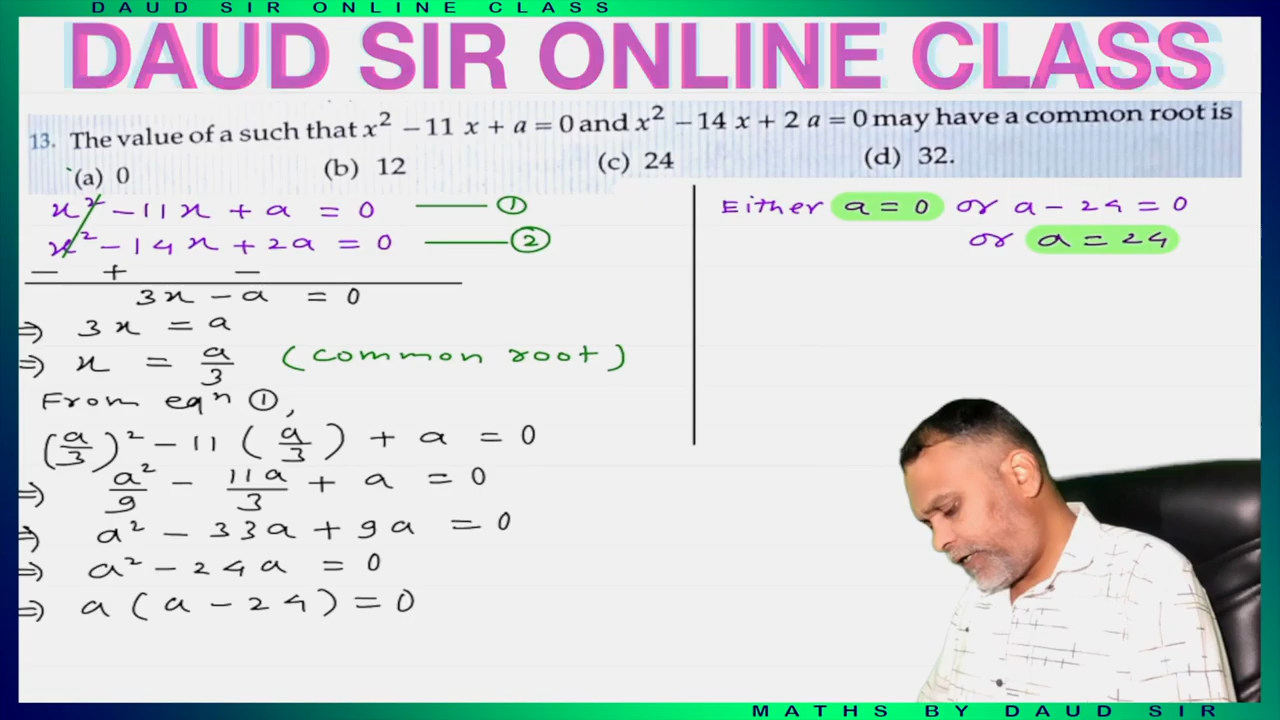 DAUD SIR ONLINE CLASS
DAUD SIR ONLINE CLASS
13. The value of a such that x² − 11 x + a = 0 and x² − 14 x + 2 a = 0 may have a common root is
(a) 0 (b) 12 (c) 24 (d) 32.
x² − 11x + a = 0 —— ①
x² − 14x + 2a = 0 —— ②
− + −
3x − a = 0
⇒ 3x = a
⇒ x = a/3 (common root)
From eqn ①,
(a/3)² − 11 (a/3) + a = 0
⇒ a²/9 − 11a/3 + a = 0
⇒ a² − 33a + 9a = 0
⇒ a² − 24a = 0
⇒ a (a − 24) = 0
Either a = 0 or a − 24 = 0
or a = 24
MATHS BY DAUD SIR